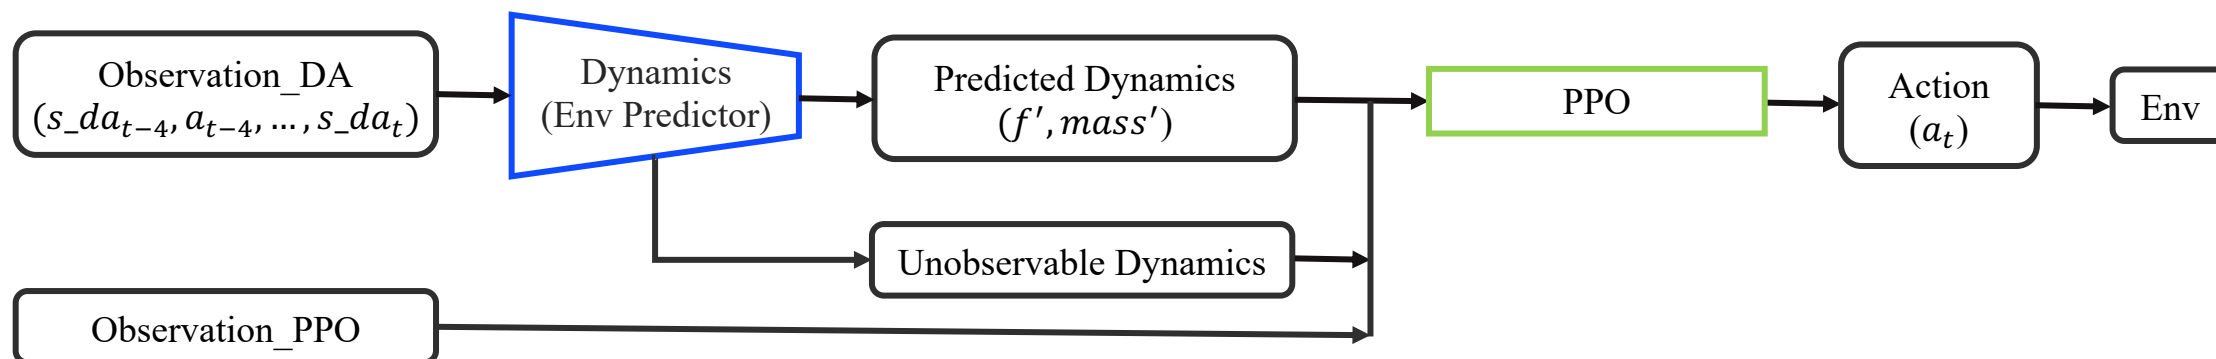 Observation_DA
(s_da_{t−4}, a_{t−4}, … , s_da_t)
Dynamics
(Env Predictor)
Predicted Dynamics
(f′, mass′)
PPO
Action
(a_t)
Env
Unobservable Dynamics
Observation_PPO